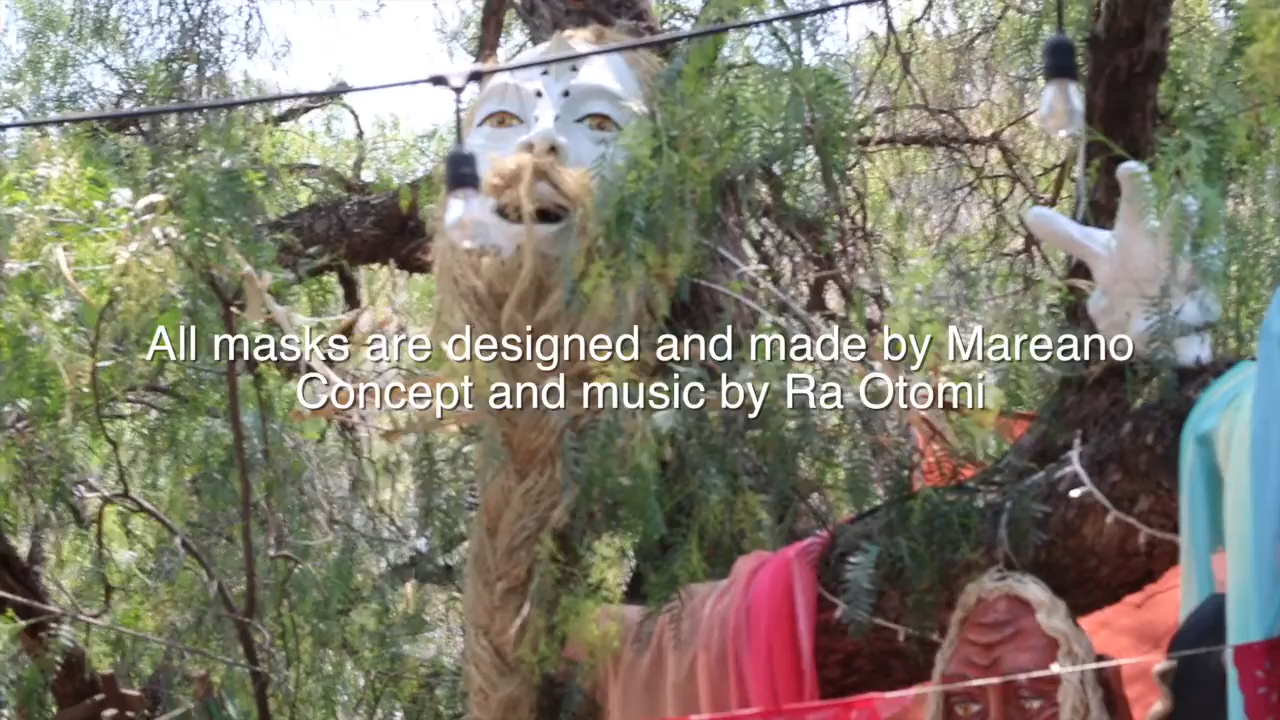 All masks are designed and made by Mareano
Concept and music by Ra Otomi